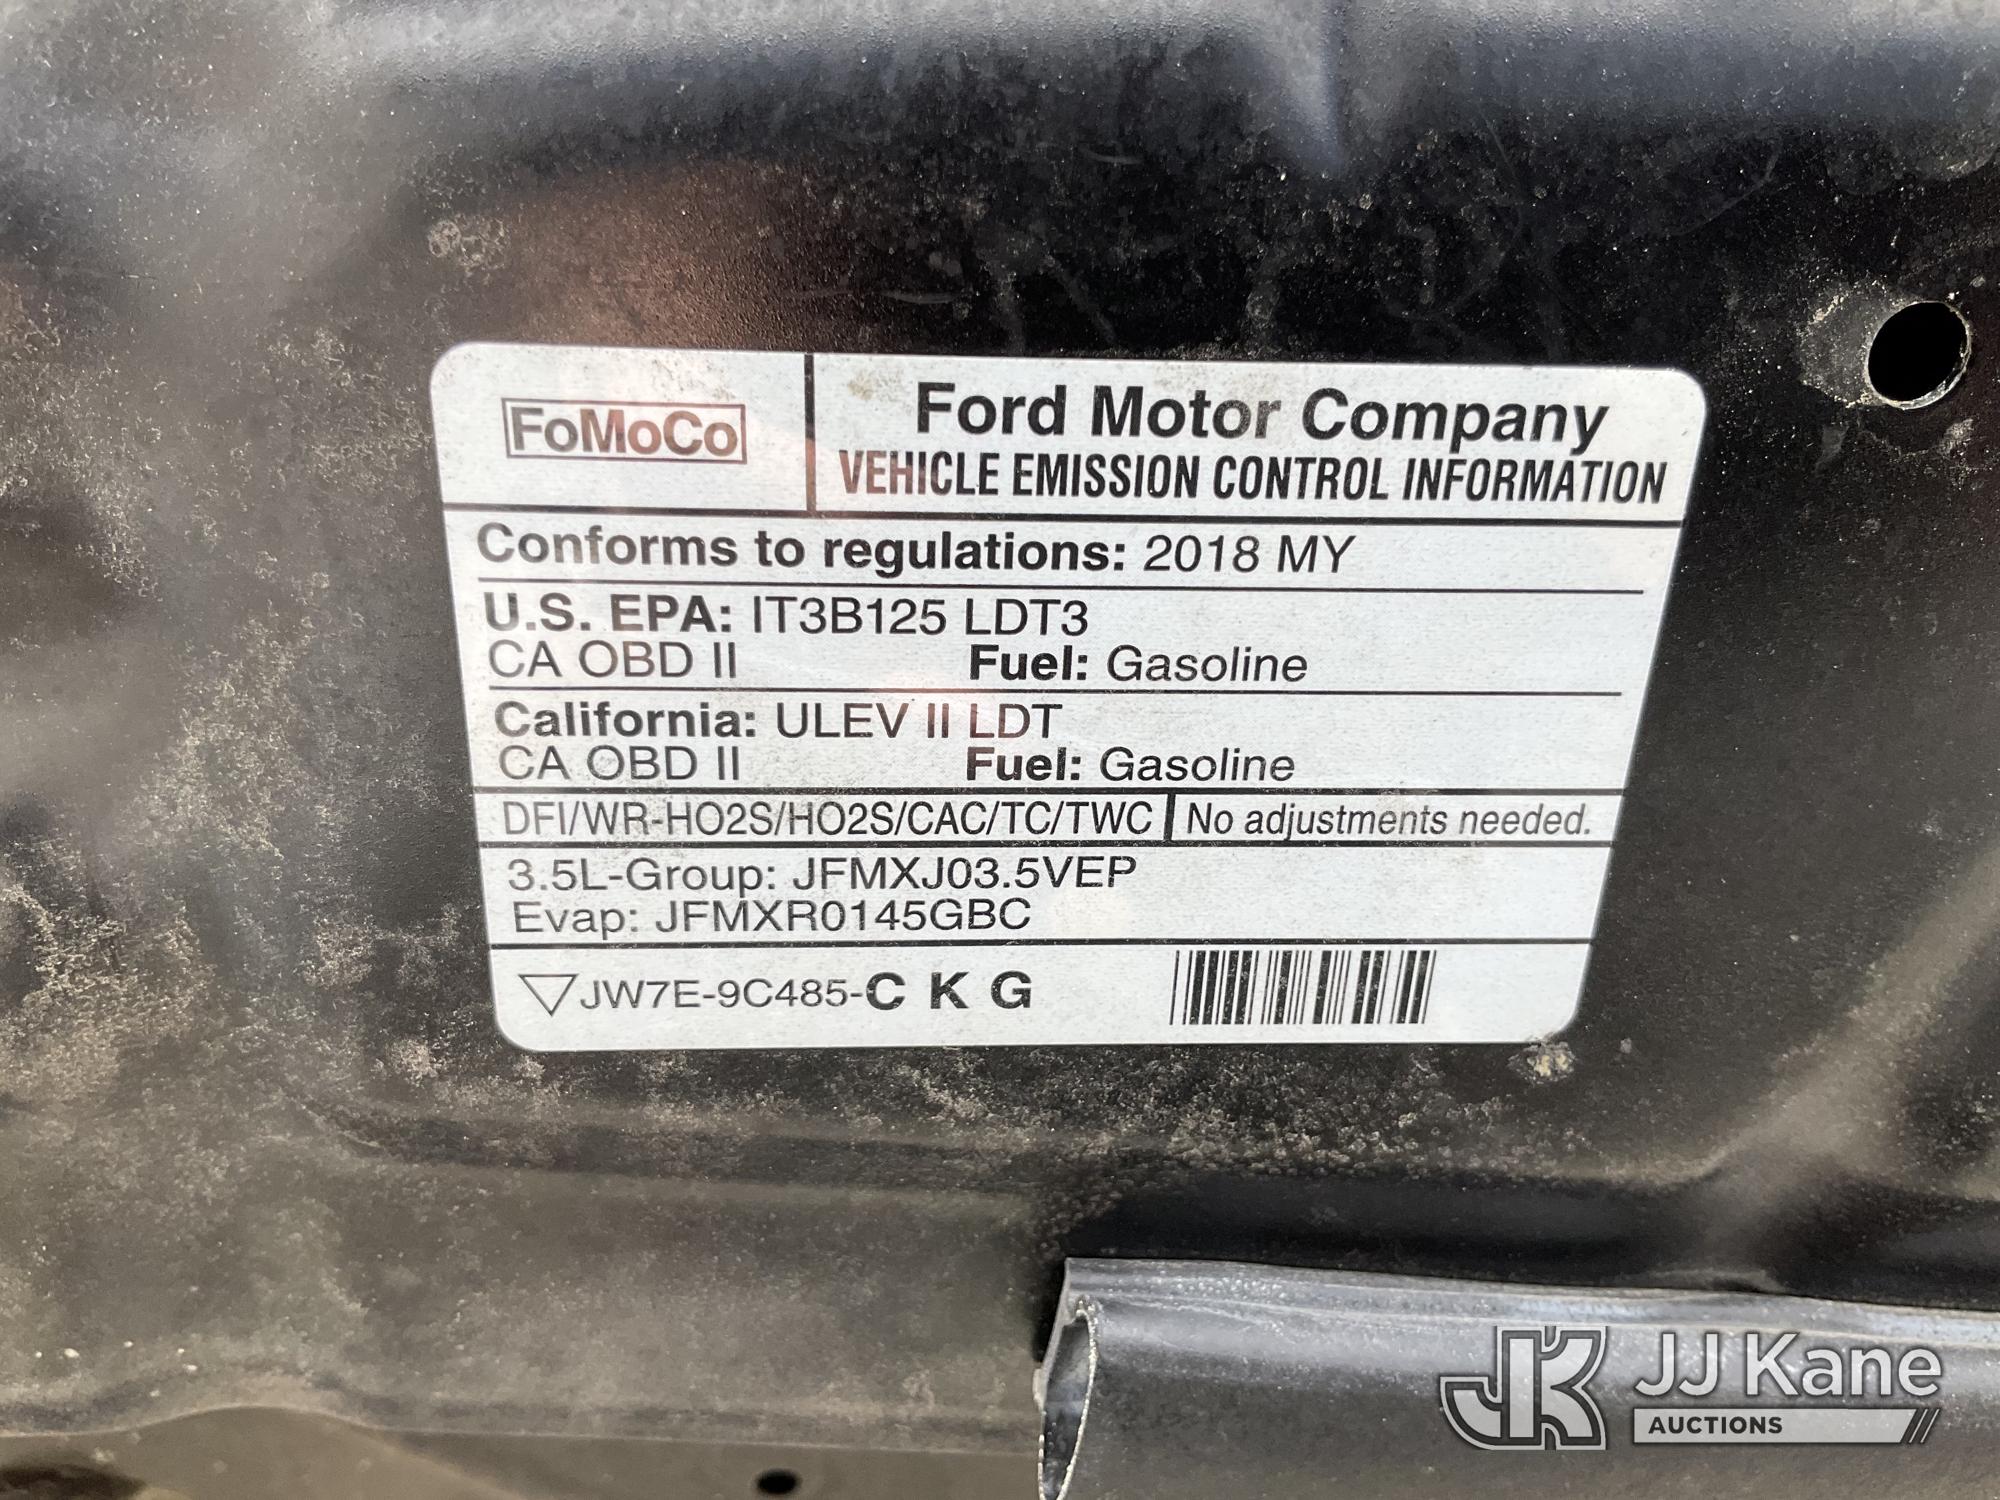 FoMoCo
Ford Motor Company
VEHICLE EMISSION CONTROL INFORMATION
Conforms to regulations: 2018 MY
U.S. EPA: IT3B125 LDT3
CA OBD II Fuel: Gasoline
California: ULEV II LDT
CA OBD II Fuel: Gasoline
DFI/WR-HO2S/HO2S/CAC/TC/TWC No adjustments needed.
3.5L-Group: JFMXJ03.5VEP
Evap: JFMXR0145GBC
JW7E-9C485-C K G
JK JJ Kane
AUCTIONS